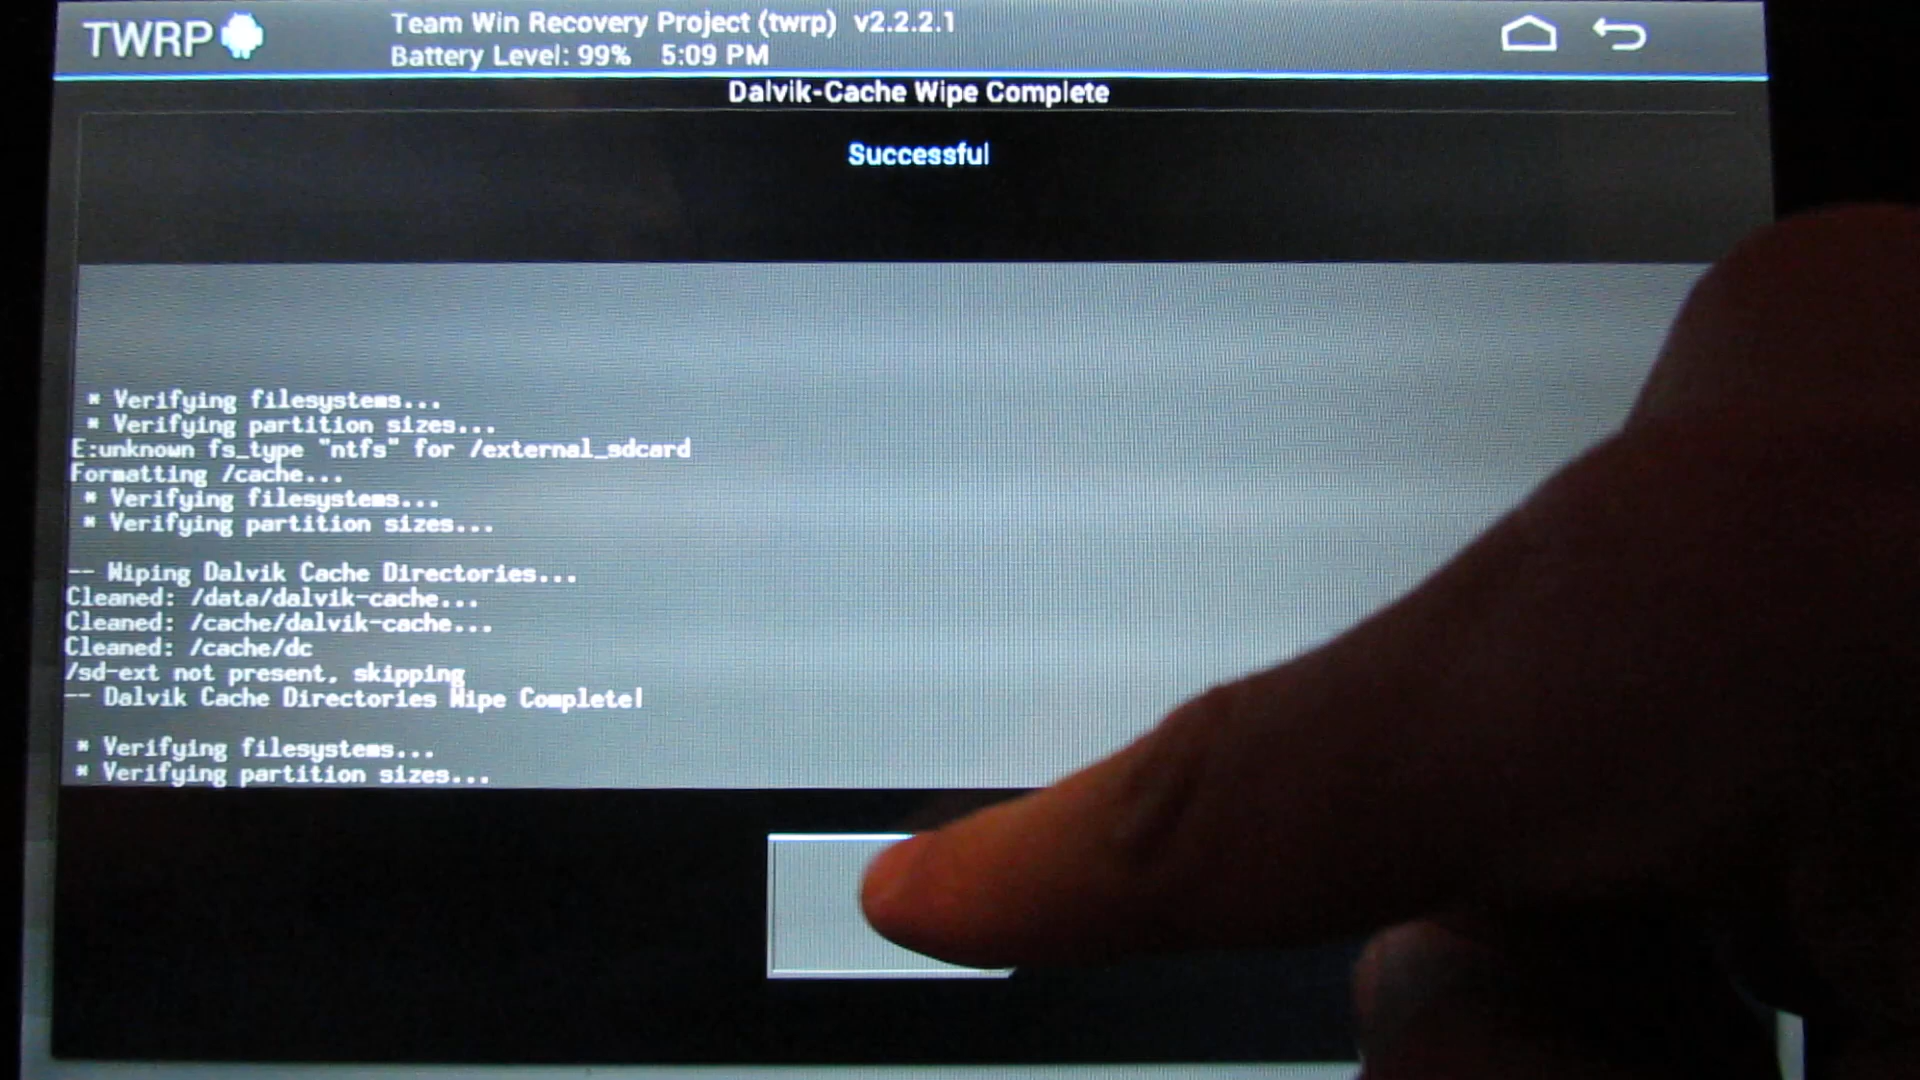 TWRP
Team Win Recovery Project (twrp) v2.2.2.1
Battery Level: 99% 5:09 PM
Dalvik-Cache Wipe Complete
Successful
* Verifying filesystems...
* Verifying partition sizes...
E:unknown fs_type "ntfs" for /external_sdcard
Formatting /cache...
* Verifying filesystems...
* Verifying partition sizes...
-- Wiping Dalvik Cache Directories...
Cleaned: /data/dalvik-cache...
Cleaned: /cache/dalvik-cache...
Cleaned: /cache/dc
/sd-ext not present, skipping
-- Dalvik Cache Directories Wipe Complete!
* Verifying filesystems...
* Verifying partition sizes...